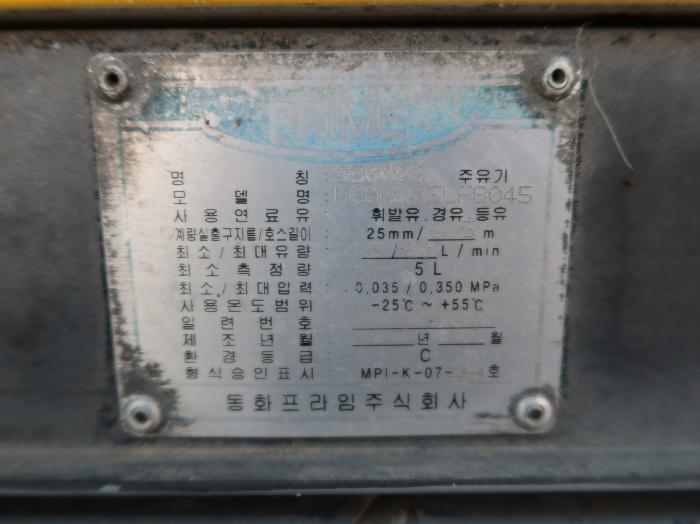 PRIME
명 칭 : 주유기
모 델 명 :
사 용 연 료 유 : 휘발유, 경유, 등유
계량실출구지름/호스길이 : 25mm/ m
최 소 / 최 대 유 량 : / L / min
최 소 측 정 량 : 5 L
최 소 / 최 대 압 력 : 0.035 / 0.350 MPa
사 용 온 도 범 위 : -25℃ ~ +55℃
일 련 번 호 :
제 조 년 월 : 년 월
환 경 등 급 : C
형 식 승 인 표 시 : MPI-K-07- 호
동 화 프 라 임 주 식 회 사